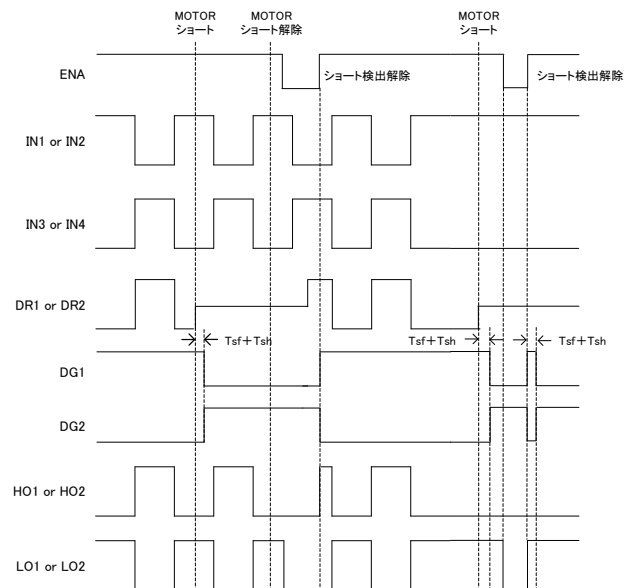 MOTOR
ショート
MOTOR
ショート解除
MOTOR
ショート
ENA
ショート検出解除
ショート検出解除
IN1 or IN2
IN3 or IN4
DR1 or DR2
Tsf+Tsh
Tsf+Tsh
Tsf+Tsh
DG1
DG2
HO1 or HO2
LO1 or LO2